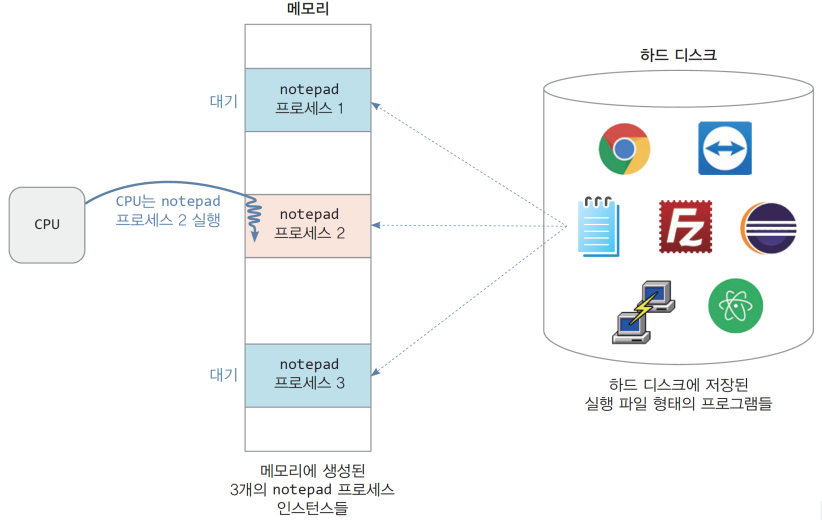 메모리
하드 디스크
대기
notepad
프로세스 1
CPU
CPU는 notepad
프로세스 2 실행
notepad
프로세스 2
FZ
대기
notepad
프로세스 3
메모리에 생성된
3개의 notepad 프로세스
인스턴스들
하드 디스크에 저장된
실행 파일 형태의 프로그램들